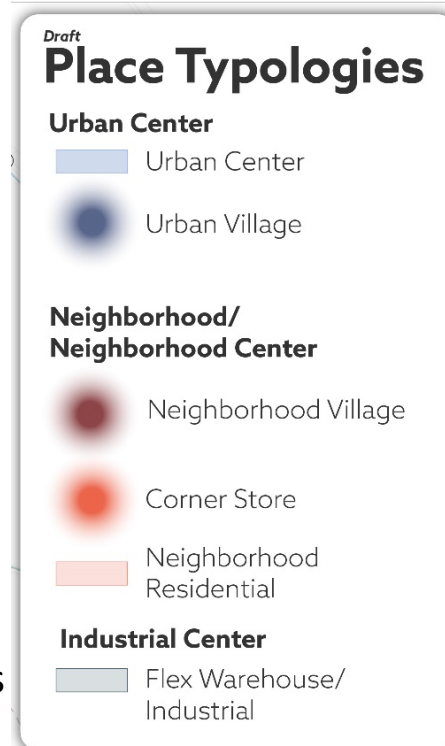 Draft
Place Typologies
Urban Center
Urban Center
Urban Village
Neighborhood/
Neighborhood Center
Neighborhood Village
Corner Store
Neighborhood
Residential
Industrial Center
Flex Warehouse/
Industrial